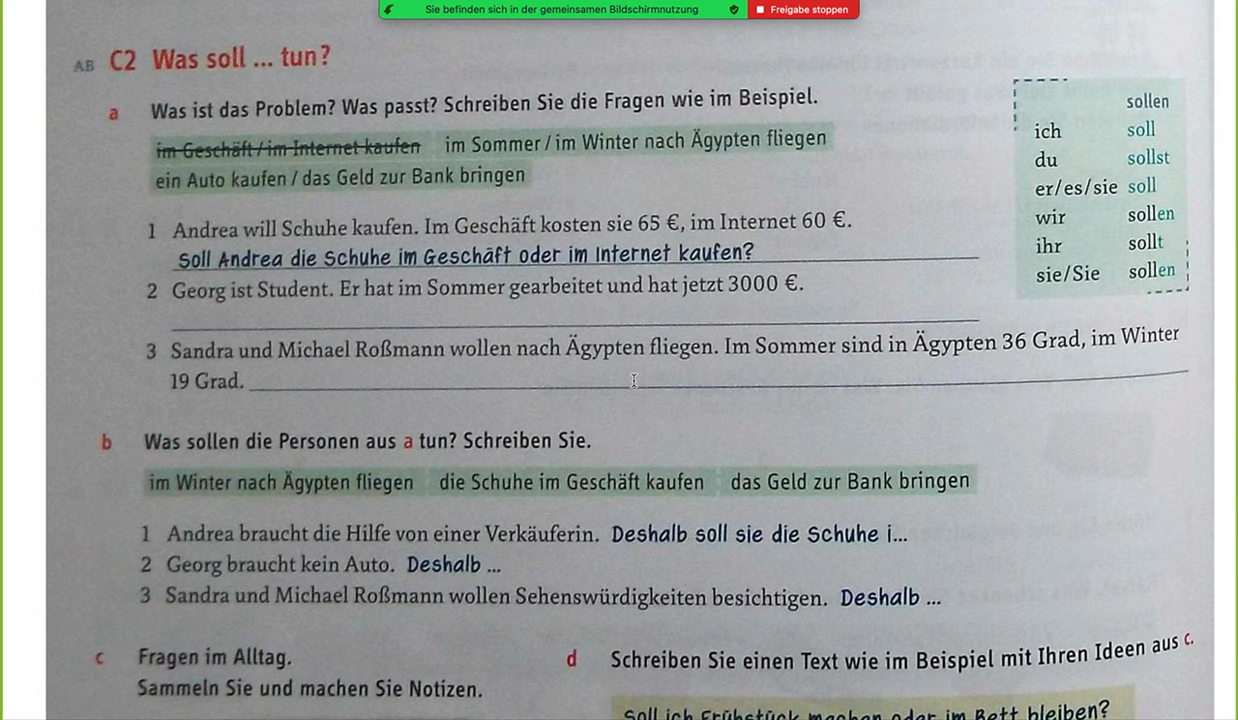 Sie befinden sich in der gemeinsamen Bildschirmnutzung
Freigabe stoppen
AB C2 Was soll ... tun?
a Was ist das Problem? Was passt? Schreiben Sie die Fragen wie im Beispiel.
im Geschäft / im Internet kaufen im Sommer / im Winter nach Ägypten fliegen
ein Auto kaufen / das Geld zur Bank bringen
1 Andrea will Schuhe kaufen. Im Geschäft kosten sie 65 €, im Internet 60 €.
Soll Andrea die Schuhe im Geschäft oder im Internet kaufen?
2 Georg ist Student. Er hat im Sommer gearbeitet und hat jetzt 3000 €.
3 Sandra und Michael Roßmann wollen nach Ägypten fliegen. Im Sommer sind in Ägypten 36 Grad, im Winter
19 Grad.
sollen
ich soll
du sollst
er/es/sie soll
wir sollen
ihr sollt
sie/Sie sollen
b Was sollen die Personen aus a tun? Schreiben Sie.
im Winter nach Ägypten fliegen die Schuhe im Geschäft kaufen das Geld zur Bank bringen
1 Andrea braucht die Hilfe von einer Verkäuferin. Deshalb soll sie die Schuhe i...
2 Georg braucht kein Auto. Deshalb ...
3 Sandra und Michael Roßmann wollen Sehenswürdigkeiten besichtigen. Deshalb ...
c Fragen im Alltag.
Sammeln Sie und machen Sie Notizen.
d Schreiben Sie einen Text wie im Beispiel mit Ihren Ideen aus c.
Soll ich Frühstück machen oder im Bett bleiben?